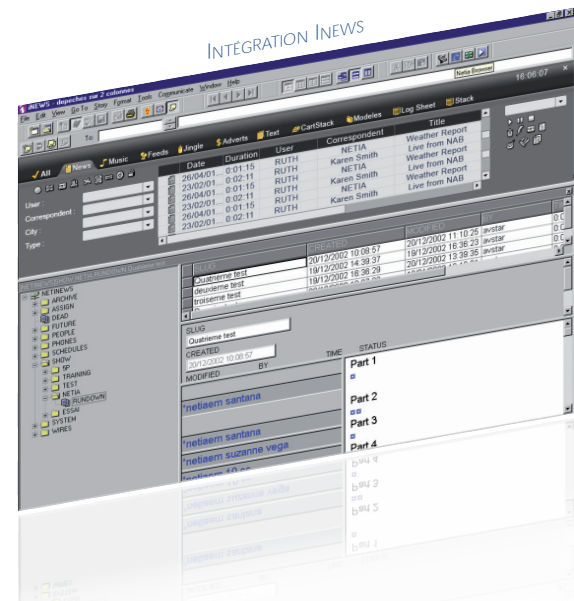 INTÉGRATION INEWS
iNEWS - depeches sur 2 colonnes
File Edit View Go To Story Format Tools Communicate Window Help
To:
Netia Browser
16:06:07
All News Music Feeds Jingle Adverts Text CartStack Modeles Log Sheet Stack
Date Duration User Correspondent Title
26/04/01... 0:01:15 RUTH NETIA Weather Report
23/02/01... 0:02:11 RUTH Karen Smith Live from NAB
26/04/01... 0:01:15 RUTH NETIA Weather Report
23/02/01... 0:02:11 RUTH Karen Smith Live from NAB
26/04/01... 0:01:15 RUTH NETIA Weather Report
23/02/01... 0:02:11 RUTH Karen Smith Live from NAB
User :
Correspondent :
City :
Type :
NETINEWS
ARCHIVE
ASSIGN
DEAD
FUTURE
PEOPLE
PHONES
SCHEDULES
SHOW
SP
TRAINING
TEST
NETIA
RUNDOWN
ESSAI
SYSTEM
WIRES
SLUG CREATED MODIFIED
Quatrieme test 20/12/2002 10:08:57 20/12/2002 11:10:25 avstar
deuxieme test 19/12/2002 14:39:37 19/12/2002 16:36:23 avstar
troiseme test 19/12/2002 16:36:29 20/12/2002 13:39:35 avstar
SLUG
Quatrieme test
CREATED
20/12/2002 10:08:57
MODIFIED BY TIME STATUS
*netiaem santana
*netiaem santana
*netiaem suzanne vega
Part 1
Part 2
Part 3
Part 4